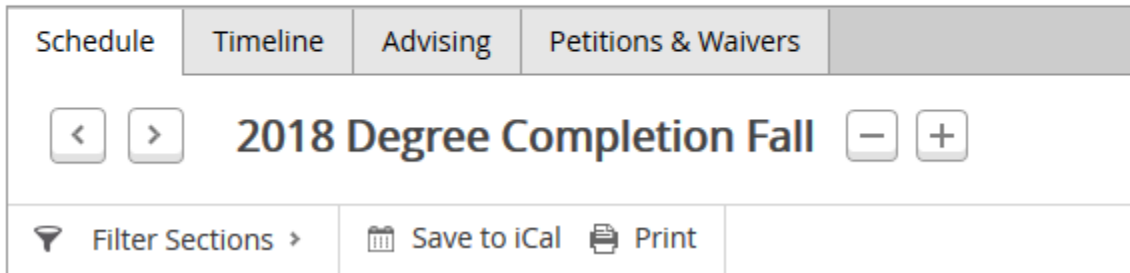 Schedule Timeline Advising Petitions & Waivers
2018 Degree Completion Fall
Filter Sections > Save to iCal Print